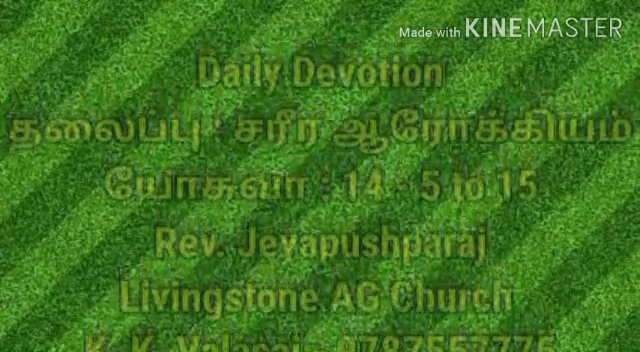 Made with KINEMASTER
Daily Devotion
தலைப்பு : சரீர ஆரோக்கியம்
யோசுவா : 14 : 5 to 15
Rev. Jeyapushparaj
Livingstone AG Church
K. K.